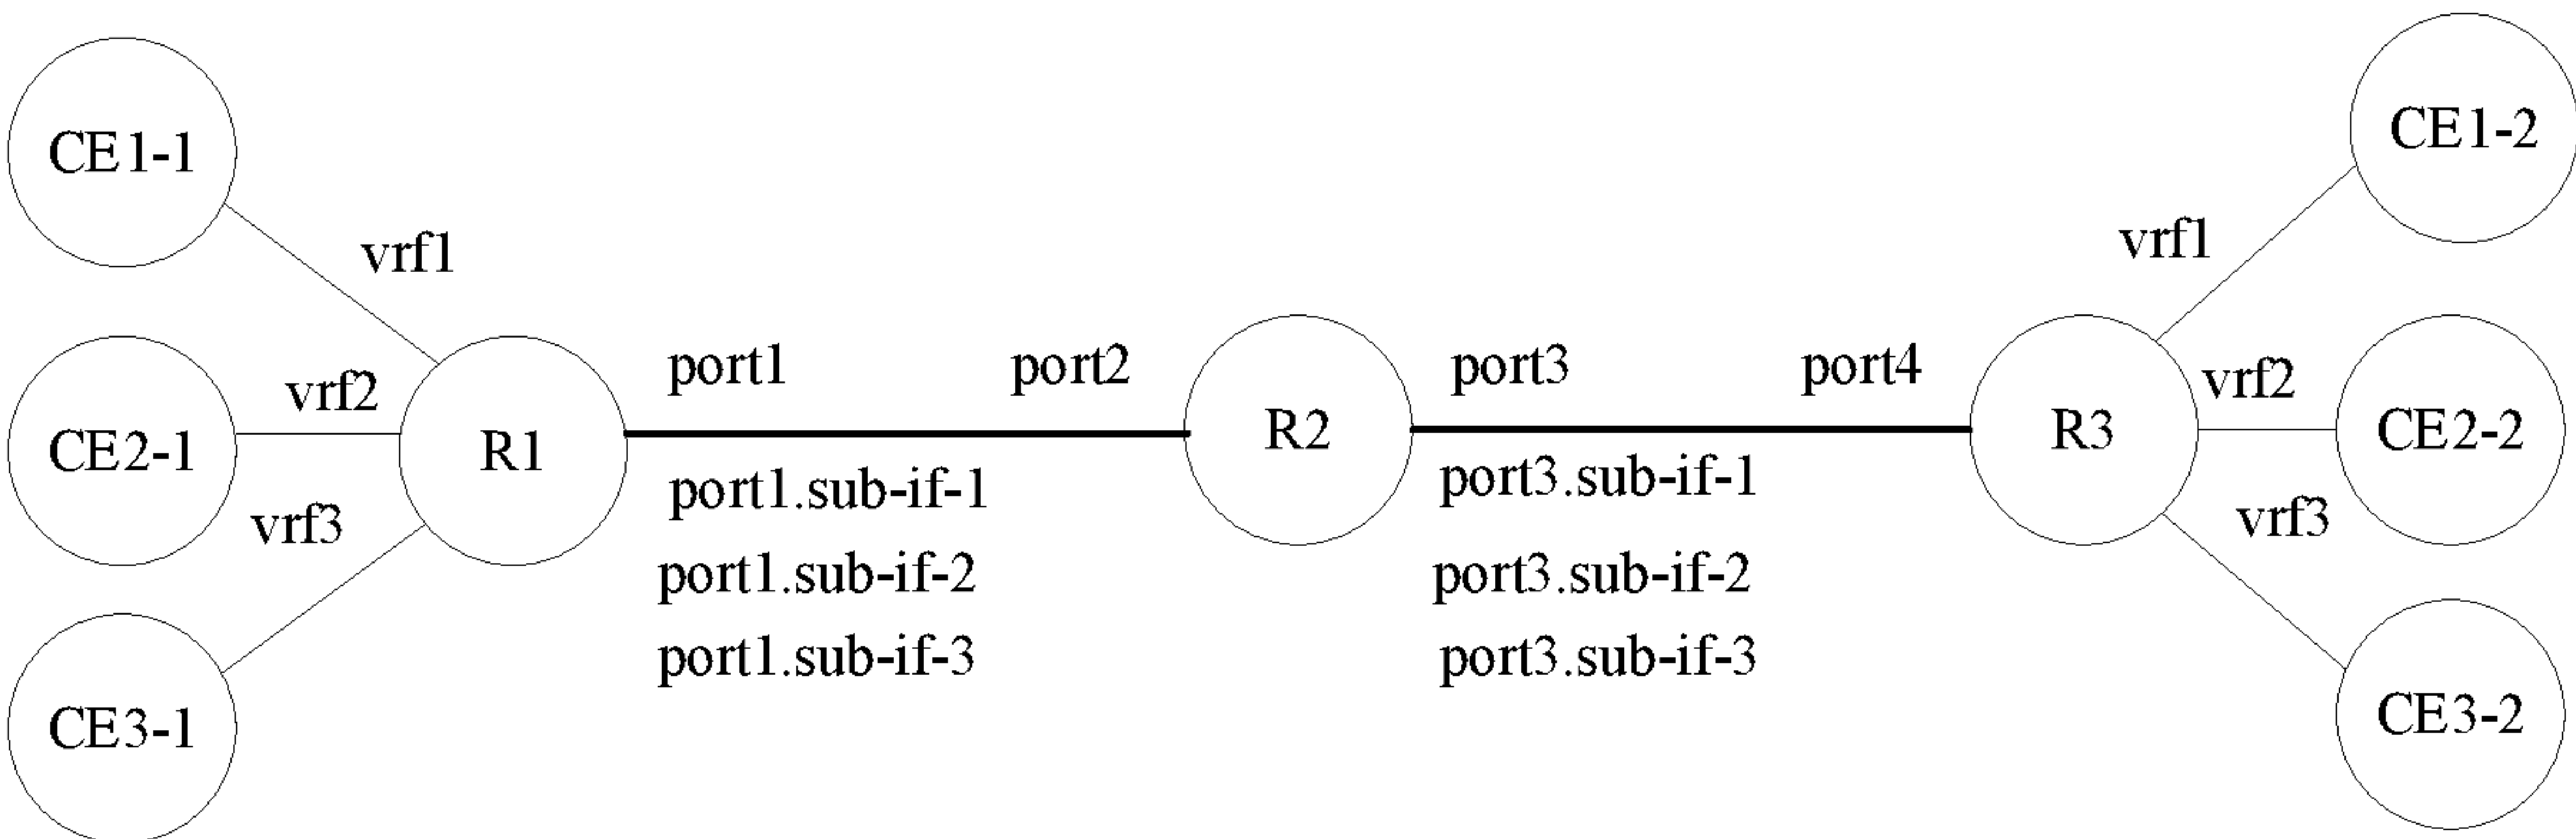 CE1-1
CE1-2
vrf1
vrf1
port1
port2
port3
port4
vrf2
vrf2
CE2-1
R1
R2
R3
CE2-2
port1.sub-if-1
port3.sub-if-1
vrf3
vrf3
port1.sub-if-2
port3.sub-if-2
port1.sub-if-3
port3.sub-if-3
CE3-1
CE3-2